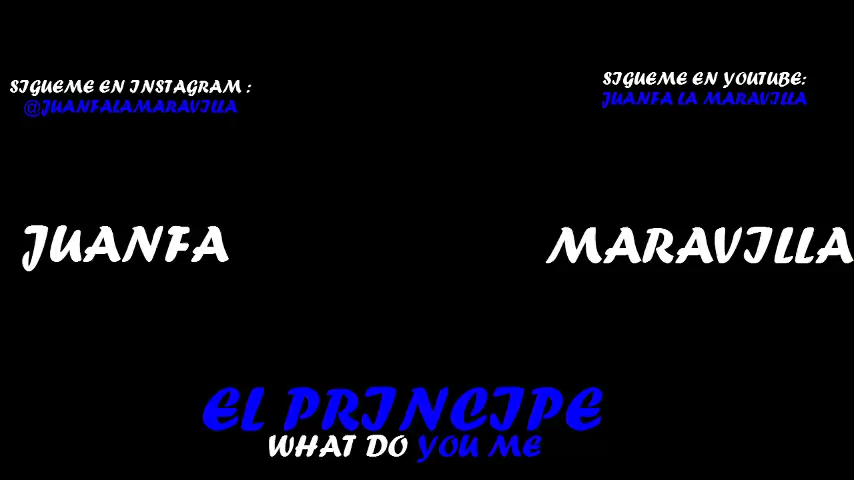 SIGUEME EN INSTAGRAM :
@JUANFALAMARAVILLA
SIGUEME EN YOUTUBE:
JUANFA LA MARAVILLA
JUANFA
MARAVILLA
EL PRINCIPE
WHAT DO YOU ME